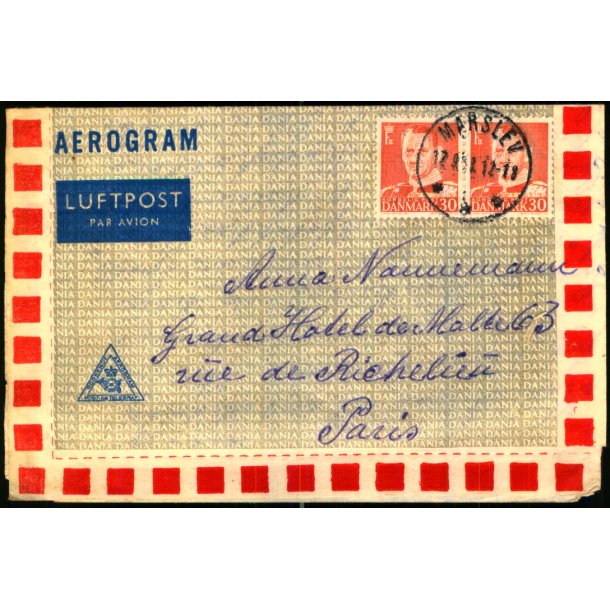 AEROGRAM
LUFTPOST
PAR AVION
MARSLEV
DANMARK 30
DANMARK 30
Anna Nannemann
Grand Hotel de Malte 63
rue de Richelieu
Paris